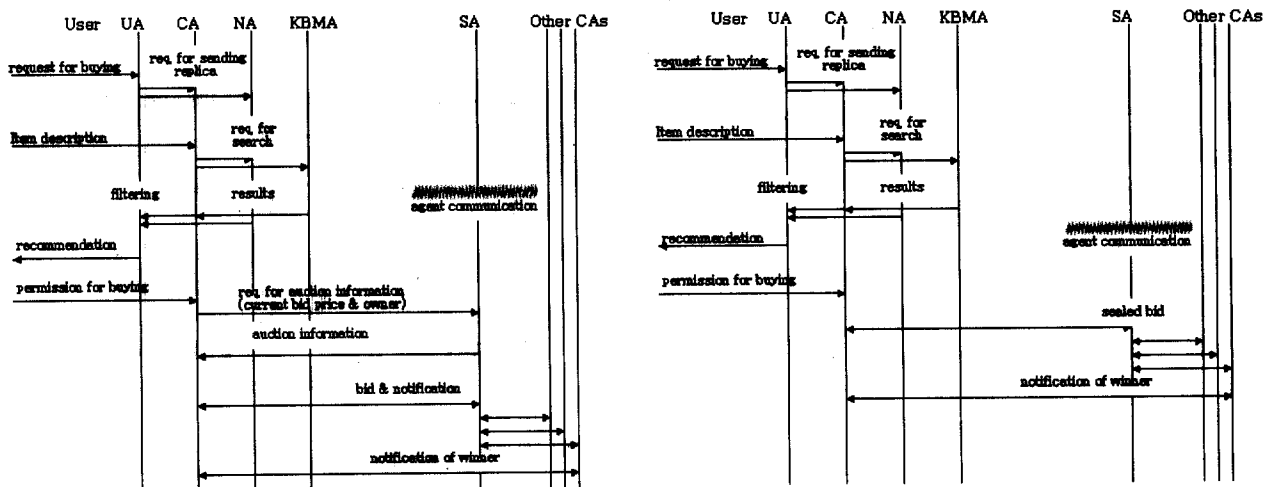 User UA CA NA KBMA SA Other CAs
req. for sending
replica
request for buying
Item description
req. for
search
filtering results
agent communication
recommendation
permission for buying
req. for auction information
(current bid price & owner)
auction information
bid & notification
notification of winner
User UA CA NA KBMA SA Other CAs
req. for sending
replica
request for buying
Item description
req. for
search
filtering results
agent communication
recommendation
permission for buying
sealed bid
notification of winner